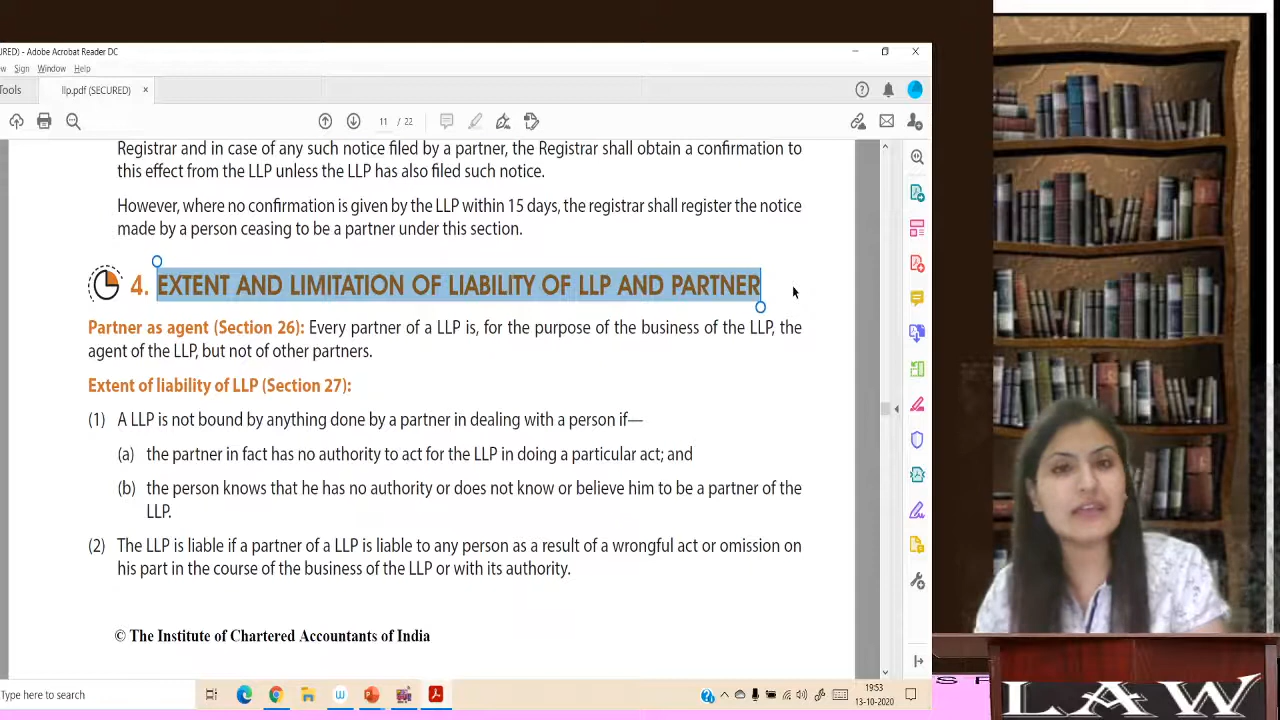 RED) - Adobe Acrobat Reader DC
w Sign Window Help
Tools llp.pdf (SECURED) ×
11 / 22
Registrar and in case of any such notice filed by a partner, the Registrar shall obtain a confirmation to
this effect from the LLP unless the LLP has also filed such notice.
However, where no confirmation is given by the LLP within 15 days, the registrar shall register the notice
made by a person ceasing to be a partner under this section.
4. EXTENT AND LIMITATION OF LIABILITY OF LLP AND PARTNER
Partner as agent (Section 26): Every partner of a LLP is, for the purpose of the business of the LLP, the
agent of the LLP, but not of other partners.
Extent of liability of LLP (Section 27):
(1) A LLP is not bound by anything done by a partner in dealing with a person if—
(a) the partner in fact has no authority to act for the LLP in doing a particular act; and
(b) the person knows that he has no authority or does not know or believe him to be a partner of the
LLP.
(2) The LLP is liable if a partner of a LLP is liable to any person as a result of a wrongful act or omission on
his part in the course of the business of the LLP or with its authority.
© The Institute of Chartered Accountants of India
Type here to search
19:53
13-10-2020
LAW